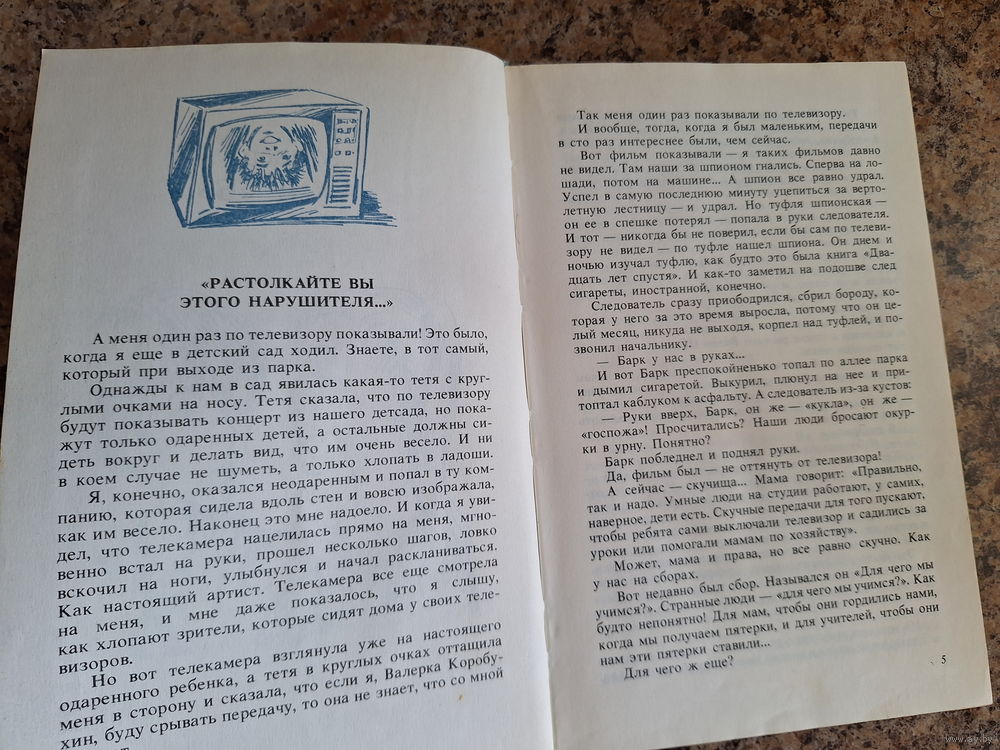 «РАСТОЛКАЙТЕ ВЫ
ЭТОГО НАРУШИТЕЛЯ...»
А меня один раз по телевизору показывали! Это было,
когда я еще в детский сад ходил. Знаете, в тот самый,
который при выходе из парка.
Однажды к нам в сад явилась какая-то тетя с круг-
лыми очками на носу. Тетя сказала, что по телевизору
будут показывать концерт из нашего детсада, но пока-
жут только одаренных детей, а остальные должны си-
деть вокруг и делать вид, что им очень весело. И ни
в коем случае не шуметь, а только хлопать в ладоши.
Я, конечно, оказался неодаренным и попал в ту ком-
панию, которая сидела вдоль стен и вовсю изображала,
как им весело. Наконец это мне надоело. И когда я уви-
дел, что телекамера нацелилась прямо на меня, мгно-
венно встал на руки, прошел несколько шагов, ловко
вскочил на ноги, улыбнулся и начал раскланиваться.
Как настоящий артист. Телекамера все еще смотрела
на меня, и мне даже показалось, что я слышу,
как хлопают зрители, которые сидят дома у своих теле-
визоров.
Но вот телекамера взглянула уже на настоящего
одаренного ребенка, а тетя в круглых очках оттащила
меня в сторону и сказала, что если я, Валерка Коробу-
хин, буду срывать передачу, то она не знает, что со мной
Так меня один раз показывали по телевизору.
И вообще, тогда, когда я был маленьким, передачи
в сто раз интереснее были, чем сейчас.
Вот фильм показывали — я таких фильмов давно
не видел. Там наши за шпионом гнались. Сперва на ло-
шади, потом на машине... А шпион все равно удрал.
Успел в самую последнюю минуту уцепиться за верто-
летную лестницу — и удрал. Но туфля шпионская —
он ее в спешке потерял — попала в руки следователя.
И тот — никогда бы не поверил, если бы сам по телеви-
зору не видел — по туфле нашел шпиона. Он днем и
ночью изучал туфлю, как будто это была книга «Два-
дцать лет спустя». И как-то заметил на подошве след
сигареты, иностранной, конечно.
Следователь сразу приободрился, сбрил бороду, ко-
торая у него за это время выросла, потому что он це-
лый месяц, никуда не выходя, корпел над туфлей, и по-
звонил начальнику.
— Барк у нас в руках...
И вот Барк преспокойненько топал по аллее парка
и дымил сигаретой. Выкурил, плюнул на нее и при-
топтал каблуком к асфальту. А следователь из-за кустов:
— Руки вверх, Барк, он же — «кукла», он же —
«госпожа»! Просчитались? Наши люди бросают окур-
ки в урну. Понятно?
Барк побледнел и поднял руки.
Да, фильм был — не оттянуть от телевизора!
А сейчас — скучища... Мама говорит: «Правильно,
так и надо. Умные люди на студии работают, у самих,
наверное, дети есть. Скучные передачи для того пускают,
чтобы ребята сами выключали телевизор и садились за
уроки или помогали мамам по хозяйству».
Может, мама и права, но все равно скучно. Как
у нас на сборах.
Вот недавно был сбор. Назывался он «Для чего мы
учимся?». Странные люди — «для чего мы учимся?». Как
будто непонятно! Для мам, чтобы они гордились нами,
когда мы получаем пятерки, и для учителей, чтобы они
нам эти пятерки ставили...
Для чего ж еще?
5
www.ay.by